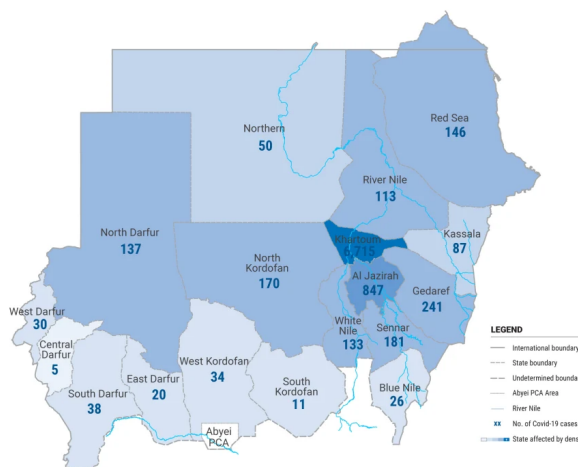 Northern
50
Red Sea
146
River Nile
113
North Darfur
137
North
Kordofan
170
Khartoum
6,715
Kassala
87
Al Jazirah
847
Gedaref
241
West Darfur
30
White
Nile
133
Sennar
181
Central
Darfur
5
South Darfur
38
East Darfur
20
West Kordofan
34
South
Kordofan
11
Blue Nile
26
Abyei
PCA
LEGEND
International boundary
State boundary
Undetermined bounda
Abyei PCA Area
River Nile
xx No. of Covid-19 cases
State affected by dens